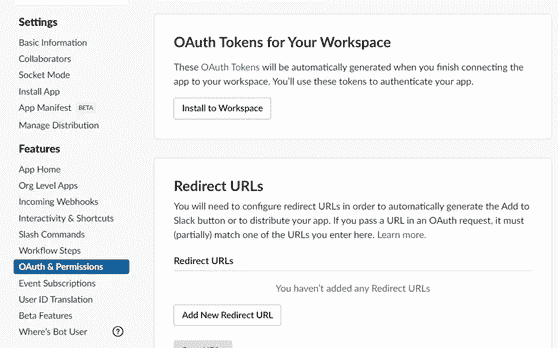 Settings
Basic Information
Collaborators
Socket Mode
Install App
App Manifest BETA
Manage Distribution
Features
App Home
Org Level Apps
Incoming Webhooks
Interactivity & Shortcuts
Slash Commands
Workflow Steps
OAuth & Permissions
Event Subscriptions
User ID Translation
Beta Features
Where's Bot User ?
OAuth Tokens for Your Workspace
These OAuth Tokens will be automatically generated when you finish connecting the
app to your workspace. You'll use these tokens to authenticate your app.
Install to Workspace
Redirect URLs
You will need to configure redirect URLs in order to automatically generate the Add to
Slack button or to distribute your app. If you pass a URL in an OAuth request, it must
(partially) match one of the URLs you enter here. Learn more.
Redirect URLs
You haven't added any Redirect URLs
Add New Redirect URL